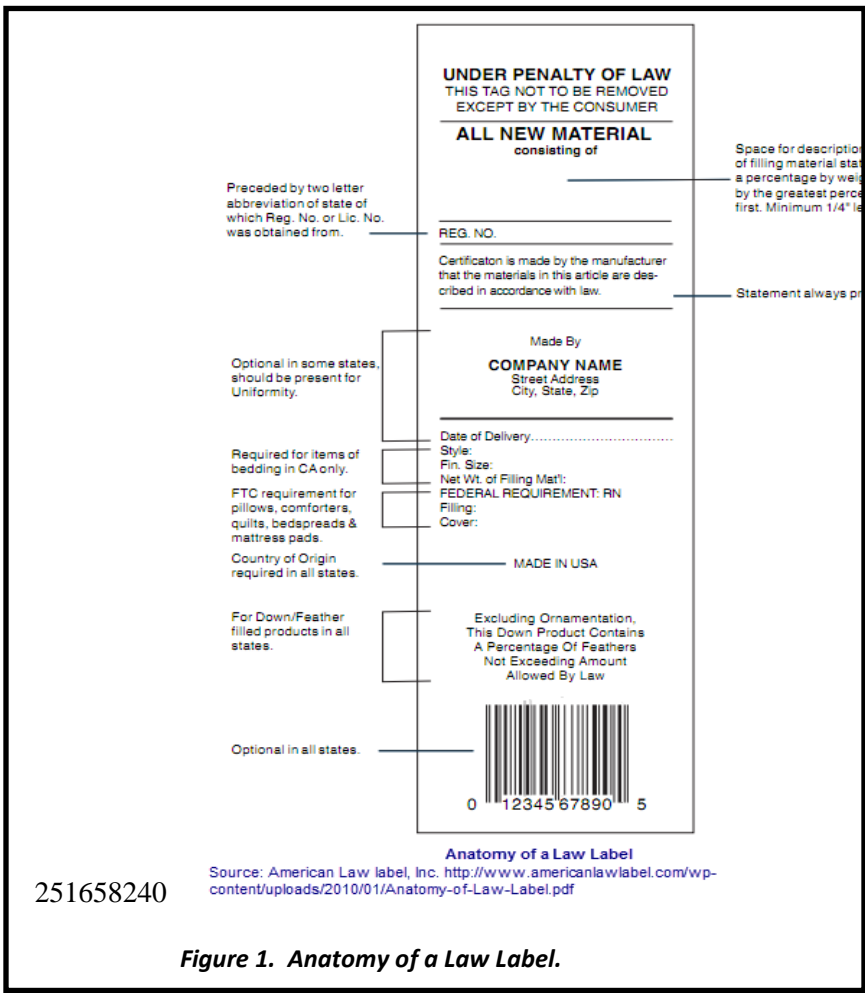 UNDER PENALTY OF LAW
THIS TAG NOT TO BE REMOVED
EXCEPT BY THE CONSUMER
ALL NEW MATERIAL
consisting of
Space for description
of filling material stat
a percentage by weig
by the greatest perce
first. Minimum 1/4" le
Preceded by two letter
abbreviation of state of
which Reg. No. or Lic. No.
was obtained from.
REG. NO.
Certificaton is made by the manufacturer
that the materials in this article are des-
cribed in accordance with law.
Statement always pr
Made By
COMPANY NAME
Street Address
City, State, Zip
Optional in some states,
should be present for
Uniformity.
Date of Delivery.................................
Style:
Fin. Size:
Net Wt. of Filling Mat'l:
Required for items of
bedding in CA only.
FEDERAL REQUIREMENT: RN
Filling:
Cover:
FTC requirement for
pillows, comforters,
quilts, bedspreads &
mattress pads.
Country of Origin
required in all states.
MADE IN USA
For Down/Feather
filled products in all
states.
Excluding Ornamentation,
This Down Product Contains
A Percentage Of Feathers
Not Exceeding Amount
Allowed By Law
Optional in all states.
0 12345 67890 5
Anatomy of a Law Label
Source: American Law label, Inc. http://www.americanlawlabel.com/wp-
content/uploads/2010/01/Anatomy-of-Law-Label.pdf
251658240
Figure 1. Anatomy of a Law Label.